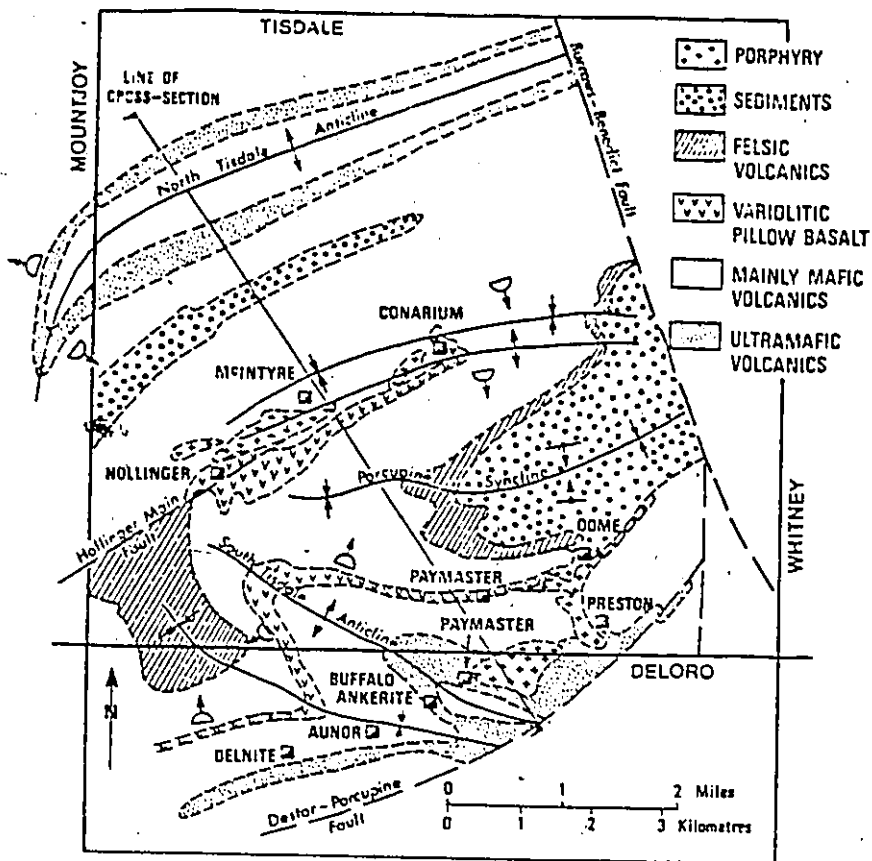 TISDALE
MOUNTJOY
LINE OF
CROSS-SECTION
North Tisdale Anticline
Burrows-Benedict Fault
PORPHYRY
SEDIMENTS
FELSIC
VOLCANICS
VARIOLITIC
PILLOW BASALT
MAINLY MAFIC
VOLCANICS
ULTRAMAFIC
VOLCANICS
CONARIUM
MCINTYRE
HOLLINGER
Porcupine Syncline
Hollinger Main
Fault
DOME
South Anticline
PAYMASTER
PRESTON
PAYMASTER
WHITNEY
DELORO
BUFFALO
ANKERITE
N
AUNOR
DELNITE
Destor-Porcupine
Fault
0 1 2 Miles
0 1 2 3 Kilometres